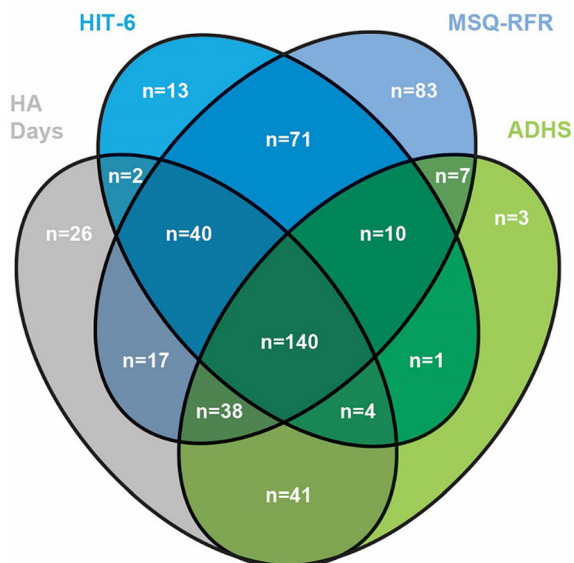 HIT-6
MSQ-RFR
HA
Days
ADHS
n=13
n=83
n=71
n=2
n=7
n=26
n=40
n=10
n=3
n=140
n=17
n=1
n=38
n=4
n=41